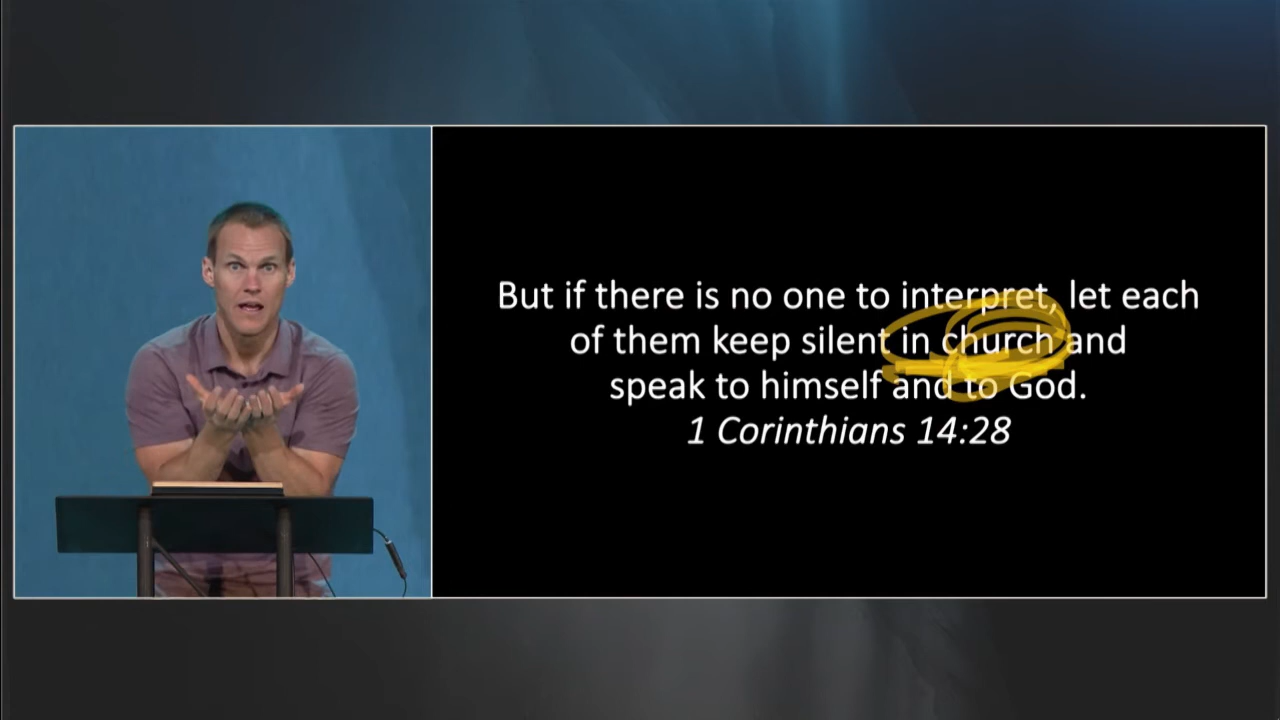 But if there is no one to interpret, let each
of them keep silent in church and
speak to himself and to God.
1 Corinthians 14:28